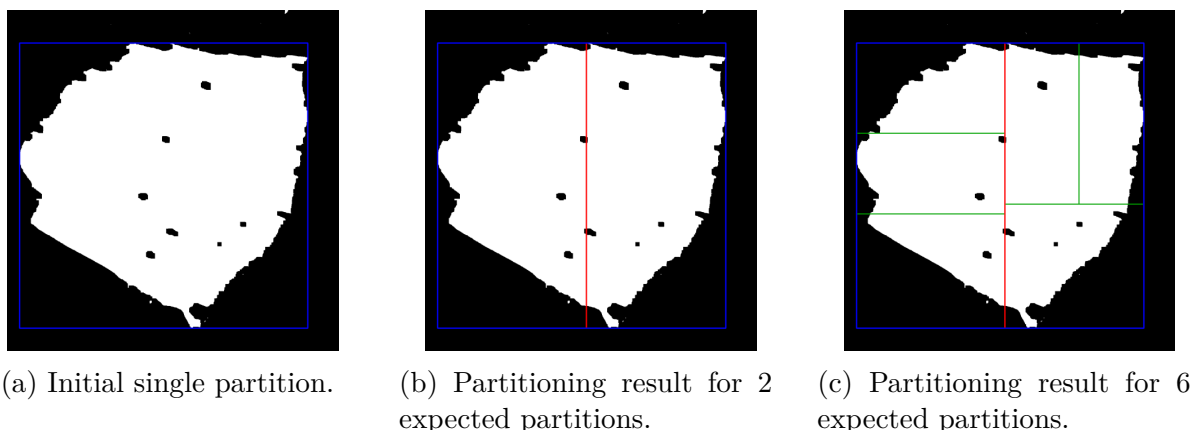 (a) Initial single partition.
(b) Partitioning result for 2
expected partitions.
(c) Partitioning result for 6
expected partitions.